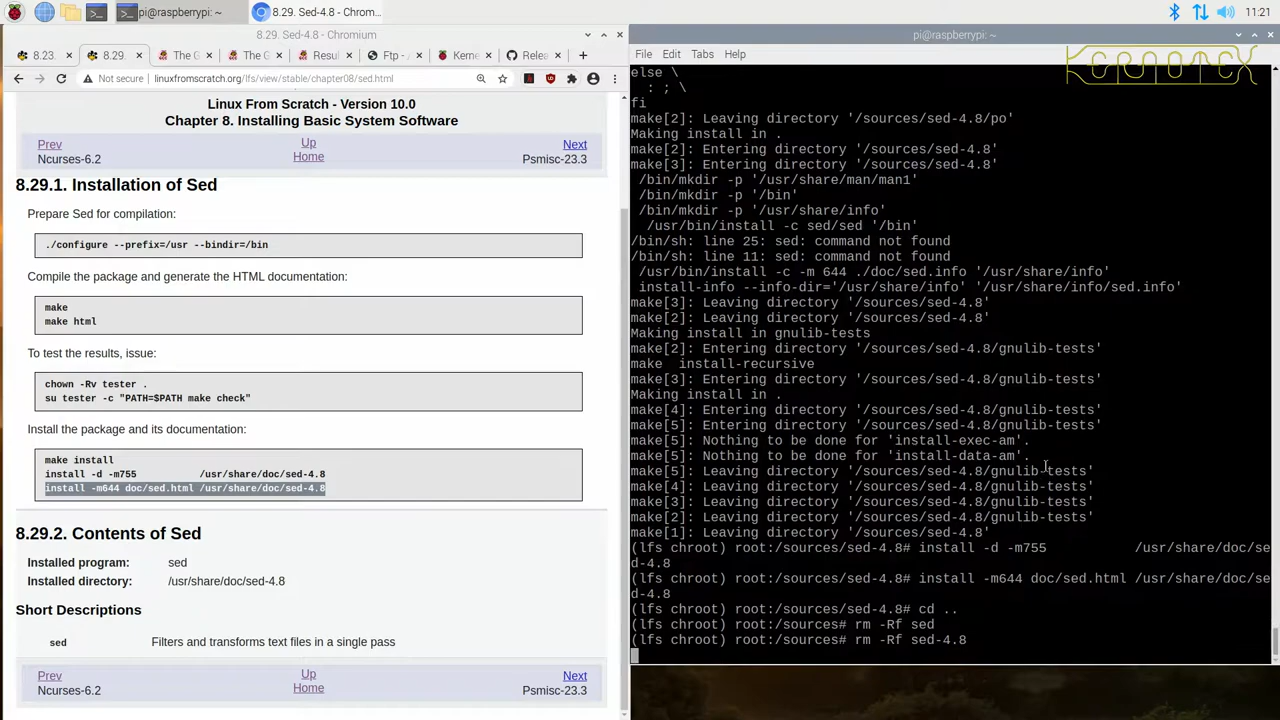 pi@raspberrypi: ~
8.29. Sed-4.8 - Chrom...
11:21
8.29. Sed-4.8 - Chromium
8.23.
8.29.
The G
The G
Resul
Ftp -
Kerne
Relea
Not secure | linuxfromscratch.org/lfs/view/stable/chapter08/sed.html
Linux From Scratch - Version 10.0
Chapter 8. Installing Basic System Software
Prev
Up
Next
Ncurses-6.2
Home
Psmisc-23.3
8.29.1. Installation of Sed
Prepare Sed for compilation:
./configure --prefix=/usr --bindir=/bin
Compile the package and generate the HTML documentation:
make
make html
To test the results, issue:
chown -Rv tester .
su tester -c "PATH=$PATH make check"
Install the package and its documentation:
make install
install -d -m755           /usr/share/doc/sed-4.8
install -m644 doc/sed.html /usr/share/doc/sed-4.8
8.29.2. Contents of Sed
Installed program: sed
Installed directory: /usr/share/doc/sed-4.8
Short Descriptions
sed Filters and transforms text files in a single pass
Prev
Up
Next
Ncurses-6.2
Home
Psmisc-23.3
pi@raspberrypi: ~
File Edit Tabs Help
KERNOTEX
else \
  : ; \
fi
make[2]: Leaving directory '/sources/sed-4.8/po'
Making install in .
make[2]: Entering directory '/sources/sed-4.8'
make[3]: Entering directory '/sources/sed-4.8'
 /bin/mkdir -p '/usr/share/man/man1'
 /bin/mkdir -p '/bin'
 /bin/mkdir -p '/usr/share/info'
  /usr/bin/install -c sed/sed '/bin'
/bin/sh: line 25: sed: command not found
/bin/sh: line 11: sed: command not found
 /usr/bin/install -c -m 644 ./doc/sed.info '/usr/share/info'
 install-info --info-dir='/usr/share/info' '/usr/share/info/sed.info'
make[3]: Leaving directory '/sources/sed-4.8'
make[2]: Leaving directory '/sources/sed-4.8'
Making install in gnulib-tests
make[2]: Entering directory '/sources/sed-4.8/gnulib-tests'
make  install-recursive
make[3]: Entering directory '/sources/sed-4.8/gnulib-tests'
Making install in .
make[4]: Entering directory '/sources/sed-4.8/gnulib-tests'
make[5]: Entering directory '/sources/sed-4.8/gnulib-tests'
make[5]: Nothing to be done for 'install-exec-am'.
make[5]: Nothing to be done for 'install-data-am'.
make[5]: Leaving directory '/sources/sed-4.8/gnulib-tests'
make[4]: Leaving directory '/sources/sed-4.8/gnulib-tests'
make[3]: Leaving directory '/sources/sed-4.8/gnulib-tests'
make[2]: Leaving directory '/sources/sed-4.8/gnulib-tests'
make[1]: Leaving directory '/sources/sed-4.8'
(lfs chroot) root:/sources/sed-4.8# install -d -m755           /usr/share/doc/se
d-4.8
(lfs chroot) root:/sources/sed-4.8# install -m644 doc/sed.html /usr/share/doc/se
d-4.8
(lfs chroot) root:/sources/sed-4.8# cd ..
(lfs chroot) root:/sources# rm -Rf sed
(lfs chroot) root:/sources# rm -Rf sed-4.8